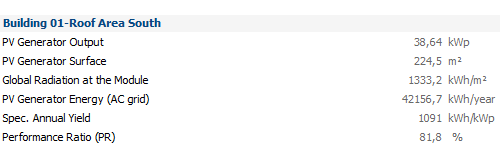 Building 01-Roof Area South
PV Generator Output 38,64 kWp
PV Generator Surface 224,5 m²
Global Radiation at the Module 1333,2 kWh/m²
PV Generator Energy (AC grid) 42156,7 kWh/year
Spec. Annual Yield 1091 kWh/kWp
Performance Ratio (PR) 81,8 %